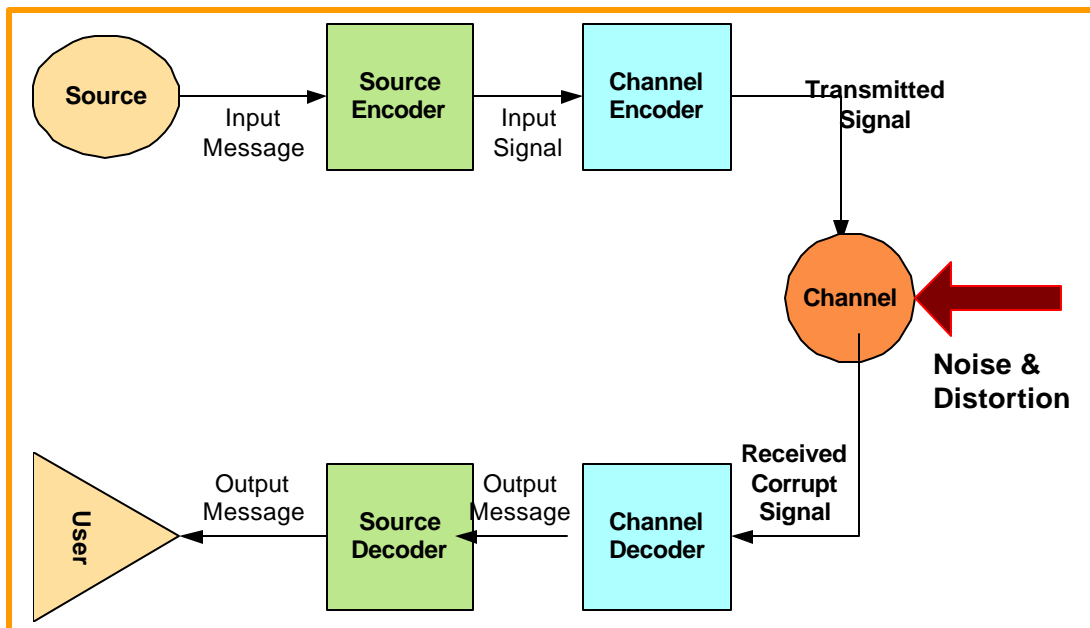 Source
Input
Message
Source
Encoder
Input
Signal
Channel
Encoder
Transmitted
Signal
Channel
Noise &
Distortion
Received
Corrupt
Signal
Channel
Decoder
Output
Message
Source
Decoder
Output
Message
User